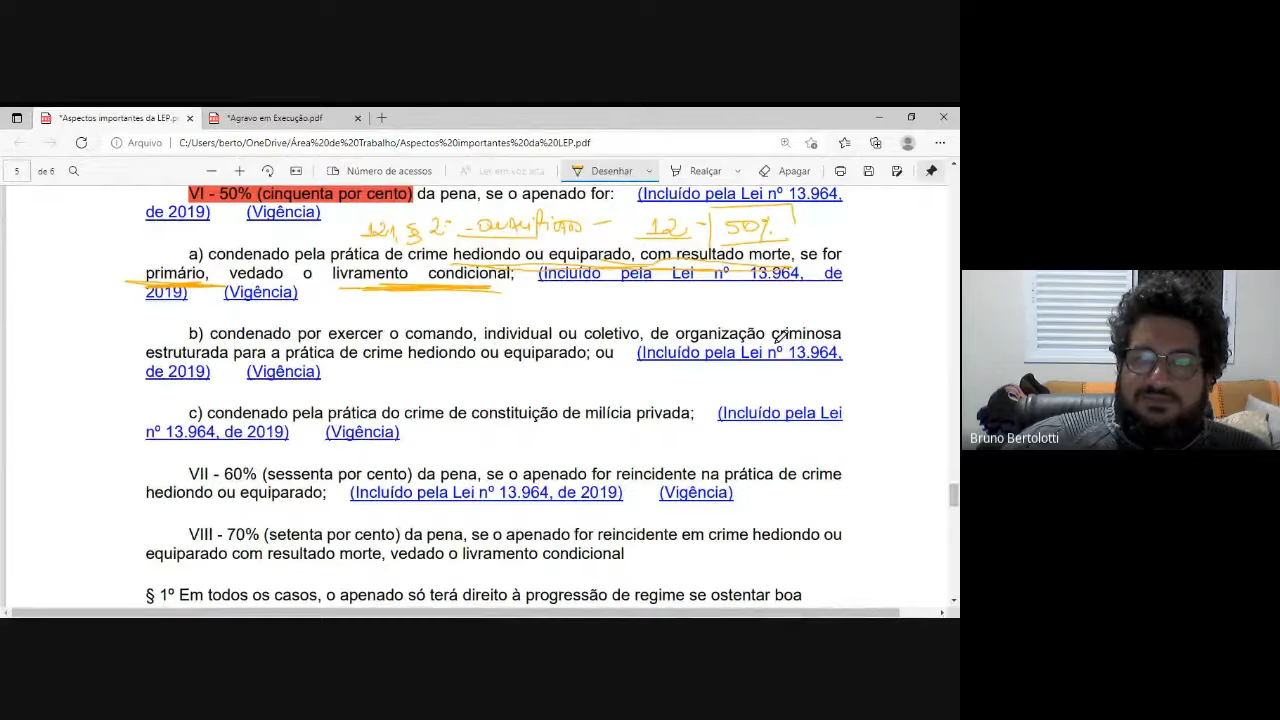 *Aspectos importantes da LEP.p
*Agravo em Execução.pdf
Arquivo
C:/Users/berto/OneDrive/Área%20de%20Trabalho/Aspectos%20importantes%20da%20LEP.pdf
5 de 6
Número de acessos
Ler em voz alta
Desenhar
Realçar
Apagar
VI - 50% (cinquenta por cento) da pena, se o apenado for: (Incluído pela Lei nº 13.964,
de 2019) (Vigência)
121, § 2º - qualificado - 12 - 50%
a) condenado pela prática de crime hediondo ou equiparado, com resultado morte, se for
primário, vedado o livramento condicional; (Incluído pela Lei nº 13.964, de
2019) (Vigência)
b) condenado por exercer o comando, individual ou coletivo, de organização criminosa
estruturada para a prática de crime hediondo ou equiparado; ou (Incluído pela Lei nº 13.964,
de 2019) (Vigência)
c) condenado pela prática do crime de constituição de milícia privada; (Incluído pela Lei
nº 13.964, de 2019) (Vigência)
VII - 60% (sessenta por cento) da pena, se o apenado for reincidente na prática de crime
hediondo ou equiparado; (Incluído pela Lei nº 13.964, de 2019) (Vigência)
VIII - 70% (setenta por cento) da pena, se o apenado for reincidente em crime hediondo ou
equiparado com resultado morte, vedado o livramento condicional
§ 1º Em todos os casos, o apenado só terá direito à progressão de regime se ostentar boa
Bruno Bertolotti